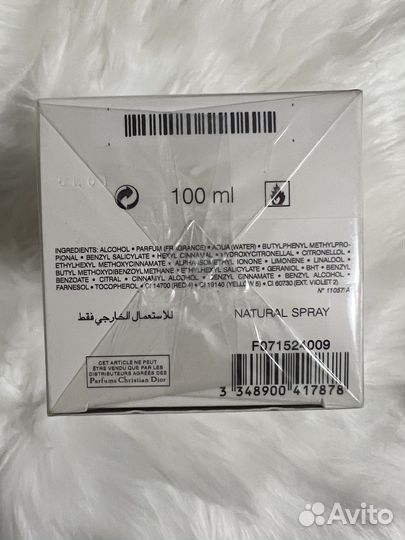 100 ml
INGREDIENTS: ALCOHOL • PARFUM (FRAGRANCE) • AQUA (WATER) • BUTYLPHENYL METHYLPRO-
PIONAL • BENZYL SALICYLATE • HEXYL CINNAMAL • HYDROXYCITRONELLAL • CITRONELLOL •
ETHYLHEXYL METHOXYCINNAMATE • ALPHA-ISOMETHYL IONONE • LIMONENE • LINALOOL •
BUTYL METHOXYDIBENZOYLMETHANE • ETHYLHEXYL SALICYLATE • GERANIOL • BHT • BENZYL
BENZOATE • CITRAL • CINNAMYL ALCOHOL • BENZYL CINNAMATE • BENZYL ALCOHOL •
FARNESOL • TOCOPHEROL • CI 14700 (RED 4) • CI 19140 (YELLOW 5) • CI 60730 (EXT. VIOLET 2)
N° 11057/A
للاستعمال الخارجي فقط
NATURAL SPRAY
F071524009
CET ARTICLE NE PEUT
ÊTRE VENDU QUE PAR LES
DISTRIBUTEURS AGRÉÉS DES
Parfums Christian Dior
3 348900 417878
Avito